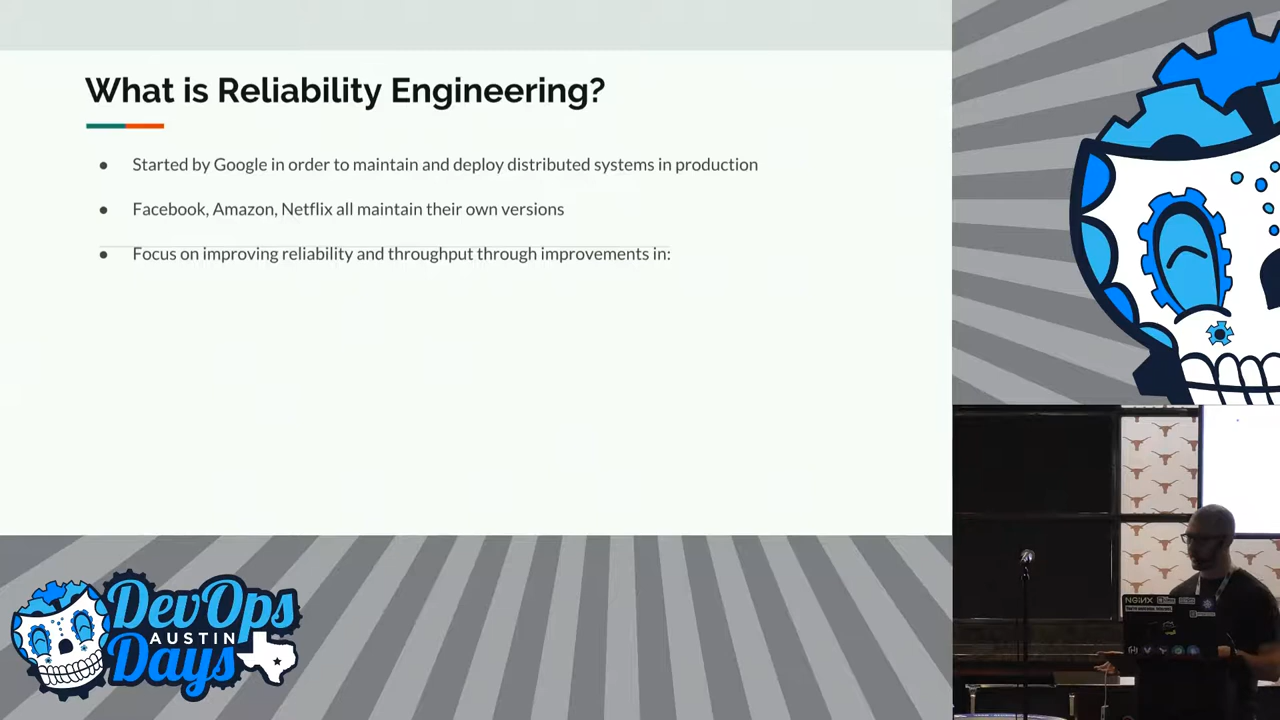 What is Reliability Engineering?
● Started by Google in order to maintain and deploy distributed systems in production
● Facebook, Amazon, Netflix all maintain their own versions
● Focus on improving reliability and throughput through improvements in:
DevOps
AUSTIN
Days
NGINX